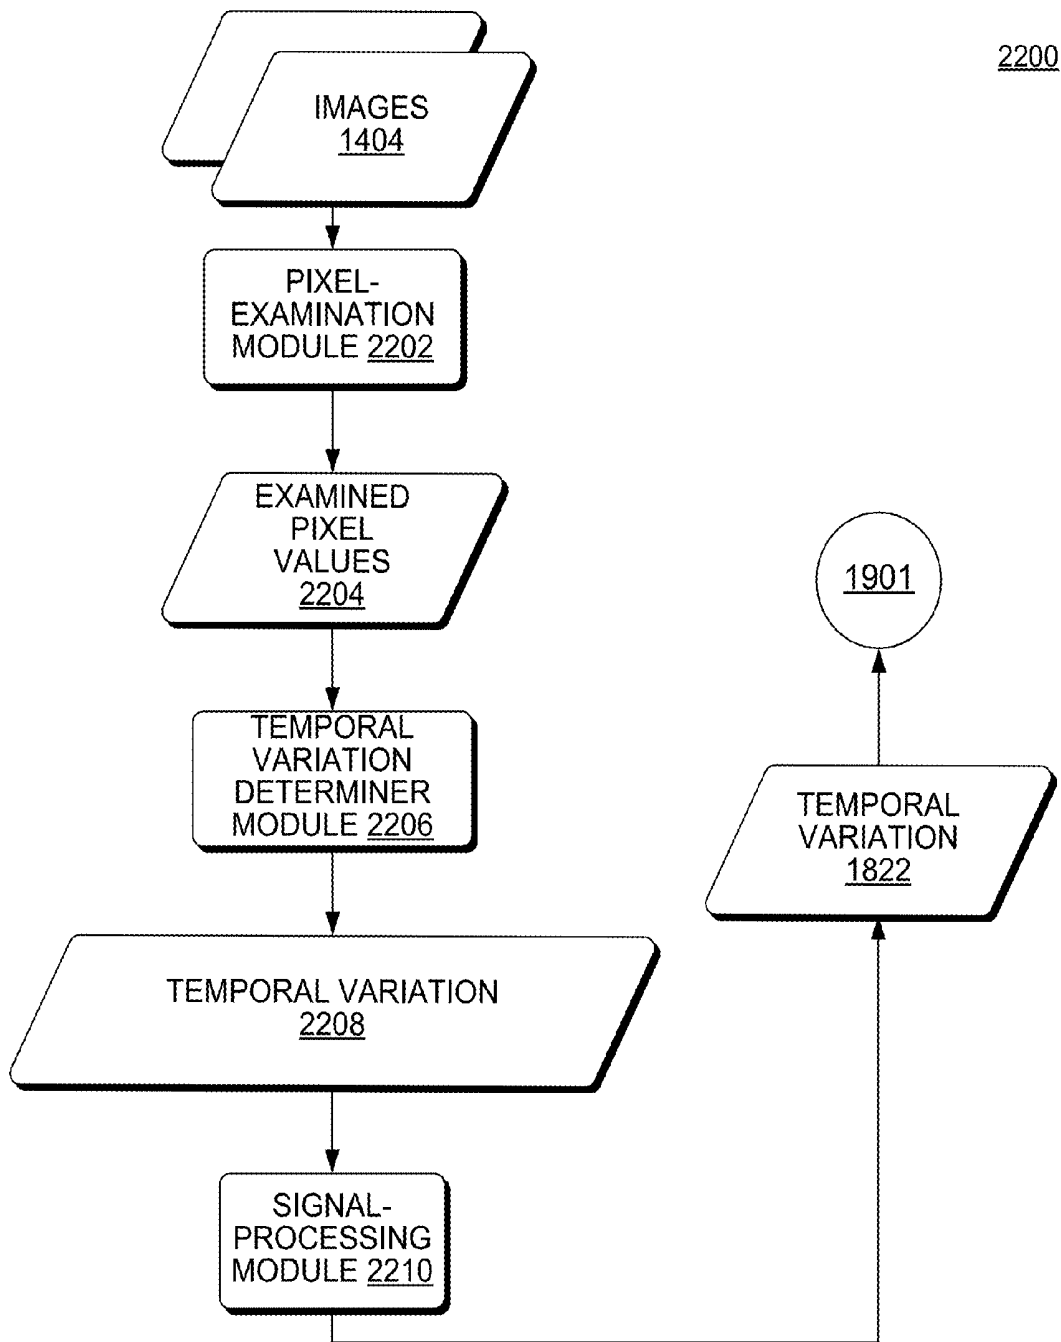 2200
IMAGES
1404
PIXEL-
EXAMINATION
MODULE 2202
EXAMINED
PIXEL
VALUES
2204
TEMPORAL
VARIATION
DETERMINER
MODULE 2206
TEMPORAL VARIATION
2208
SIGNAL-
PROCESSING
MODULE 2210
TEMPORAL
VARIATION
1822
1901